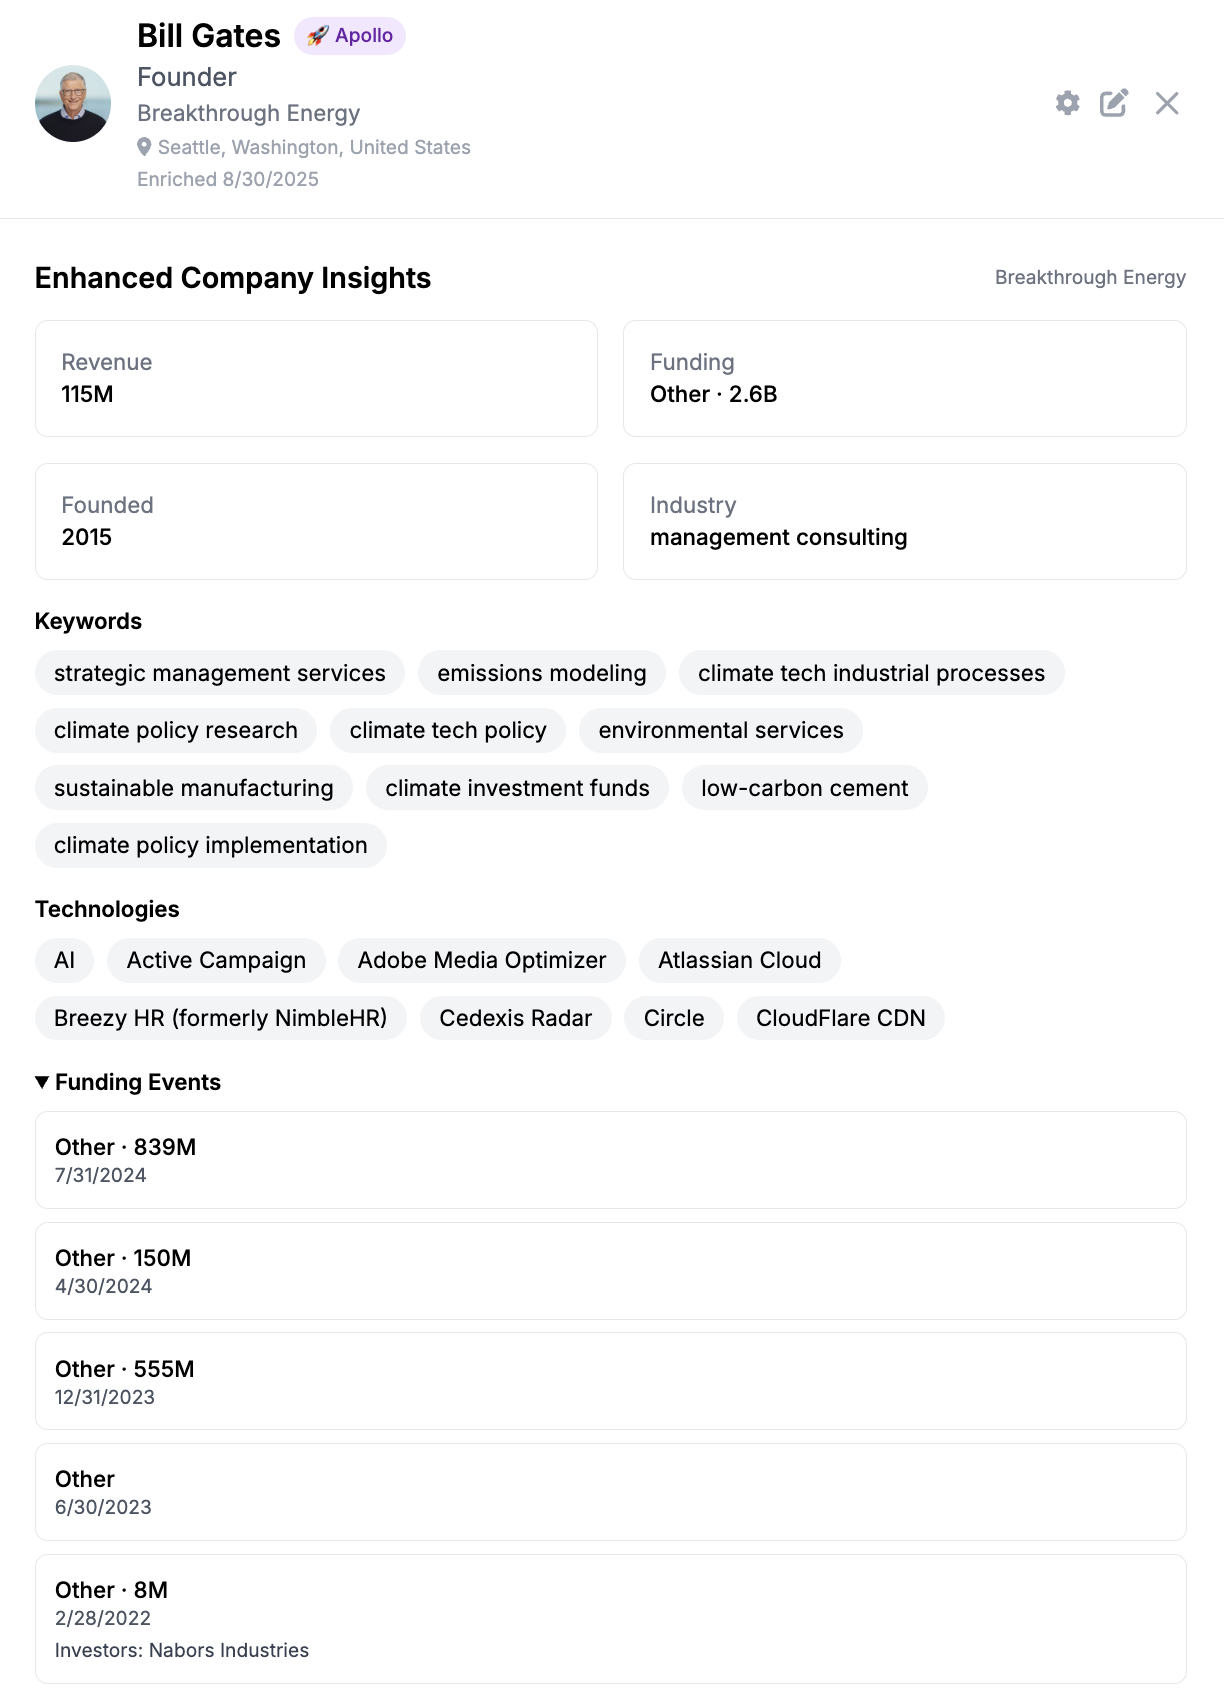 Bill Gates 🚀 Apollo
Founder
Breakthrough Energy
Seattle, Washington, United States
Enriched 8/30/2025
Enhanced Company Insights
Breakthrough Energy
Revenue
115M
Funding
Other · 2.6B
Founded
2015
Industry
management consulting
Keywords
strategic management services emissions modeling climate tech industrial processes
climate policy research climate tech policy environmental services
sustainable manufacturing climate investment funds low-carbon cement
climate policy implementation
Technologies
AI Active Campaign Adobe Media Optimizer Atlassian Cloud
Breezy HR (formerly NimbleHR) Cedexis Radar Circle CloudFlare CDN
▼ Funding Events
Other · 839M
7/31/2024
Other · 150M
4/30/2024
Other · 555M
12/31/2023
Other
6/30/2023
Other · 8M
2/28/2022
Investors: Nabors Industries